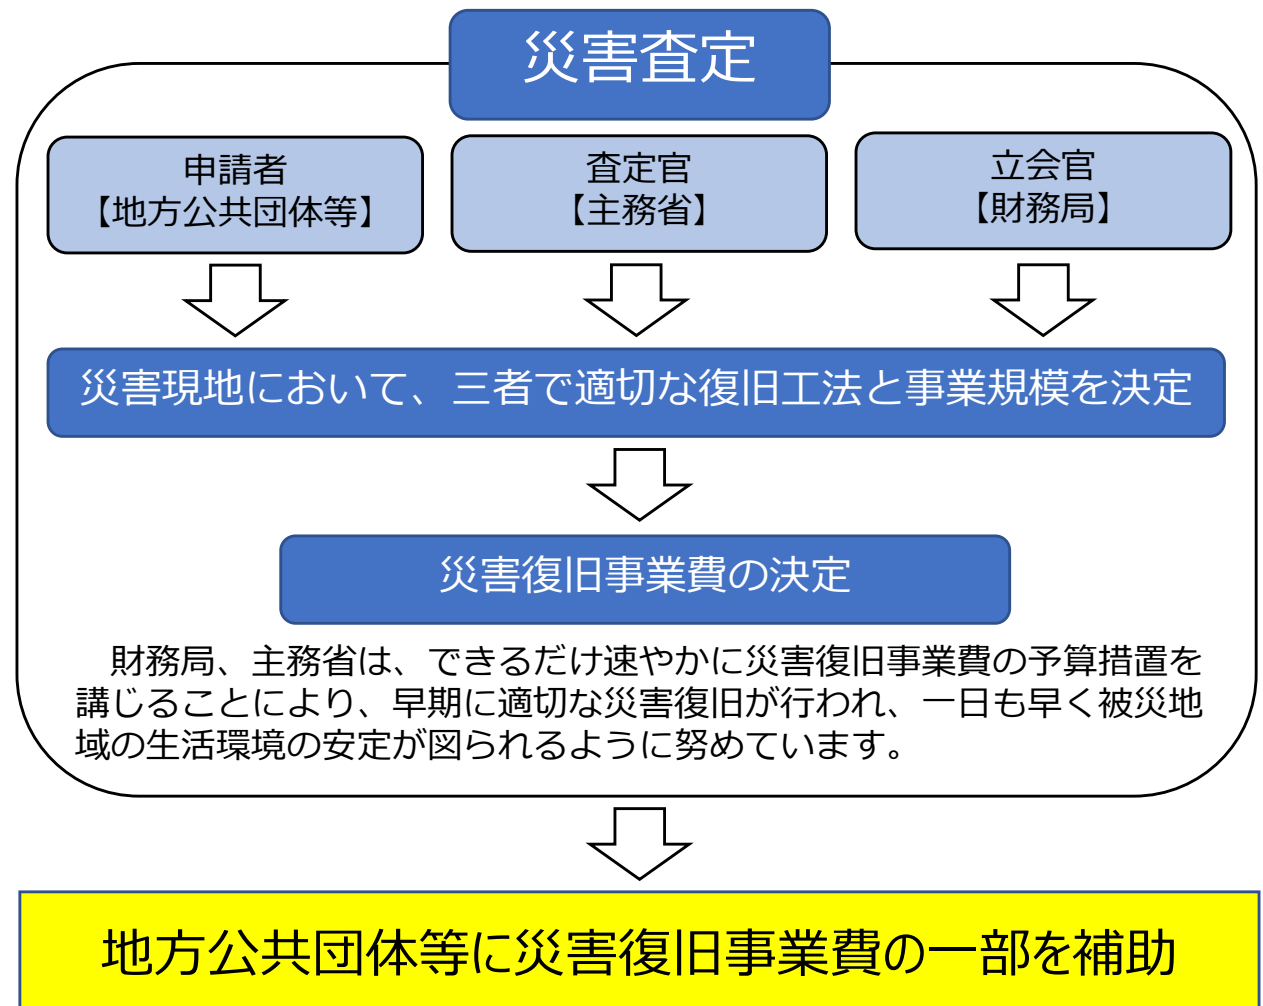 災害査定
申請者
【地方公共団体等】
査定官
【主務省】
立会官
【財務局】
災害現地において、三者で適切な復旧工法と事業規模を決定
災害復旧事業費の決定
　財務局、主務省は、できるだけ速やかに災害復旧事業費の予算措置を
講じることにより、早期に適切な災害復旧が行われ、一日も早く被災地
域の生活環境の安定が図られるように努めています。
地方公共団体等に災害復旧事業費の一部を補助